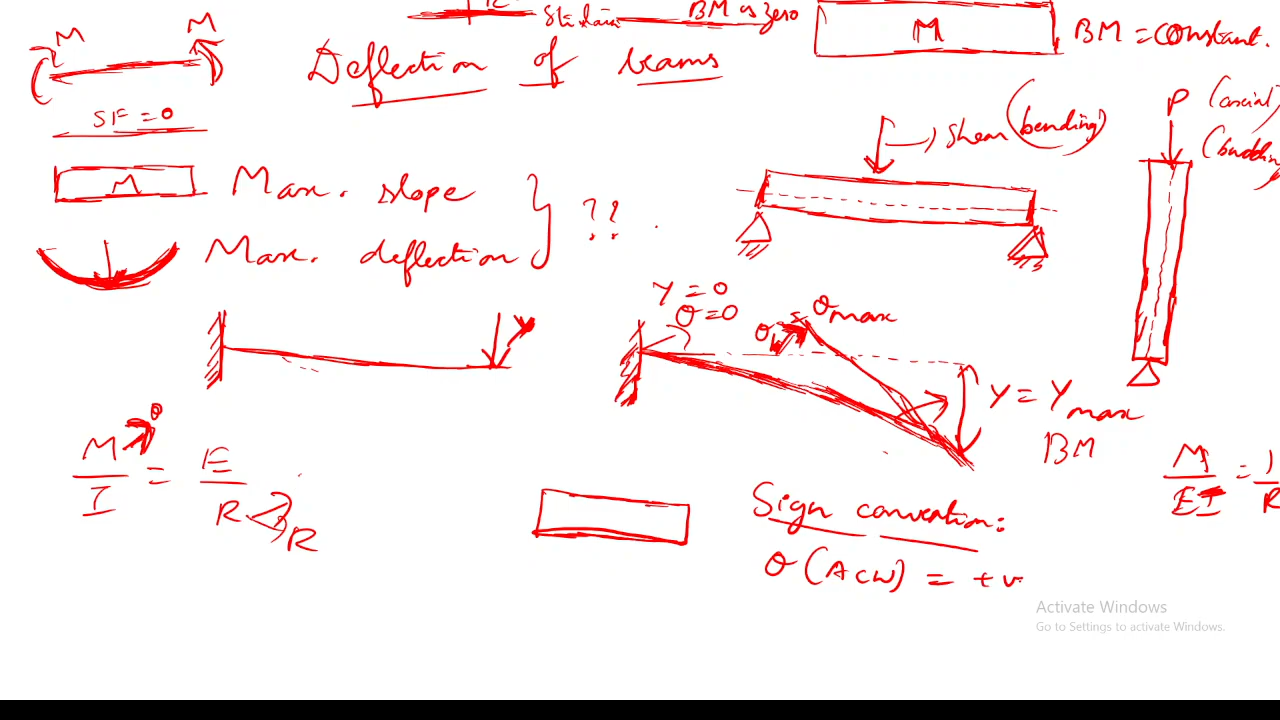 BM is zero
M M
M BM = constant.
Deflection of beams
SF = 0
P (axial)
Shear (bending)
M Max. slope
} ??
Max. deflection
Y = 0
θ = 0
θmax
Y
Y = Ymax
BM
θ
M/I = E/R
R
M/EI = 1/R
Sign convention:
θ (ACW) = +v
Activate Windows
Go to Settings to activate Windows.